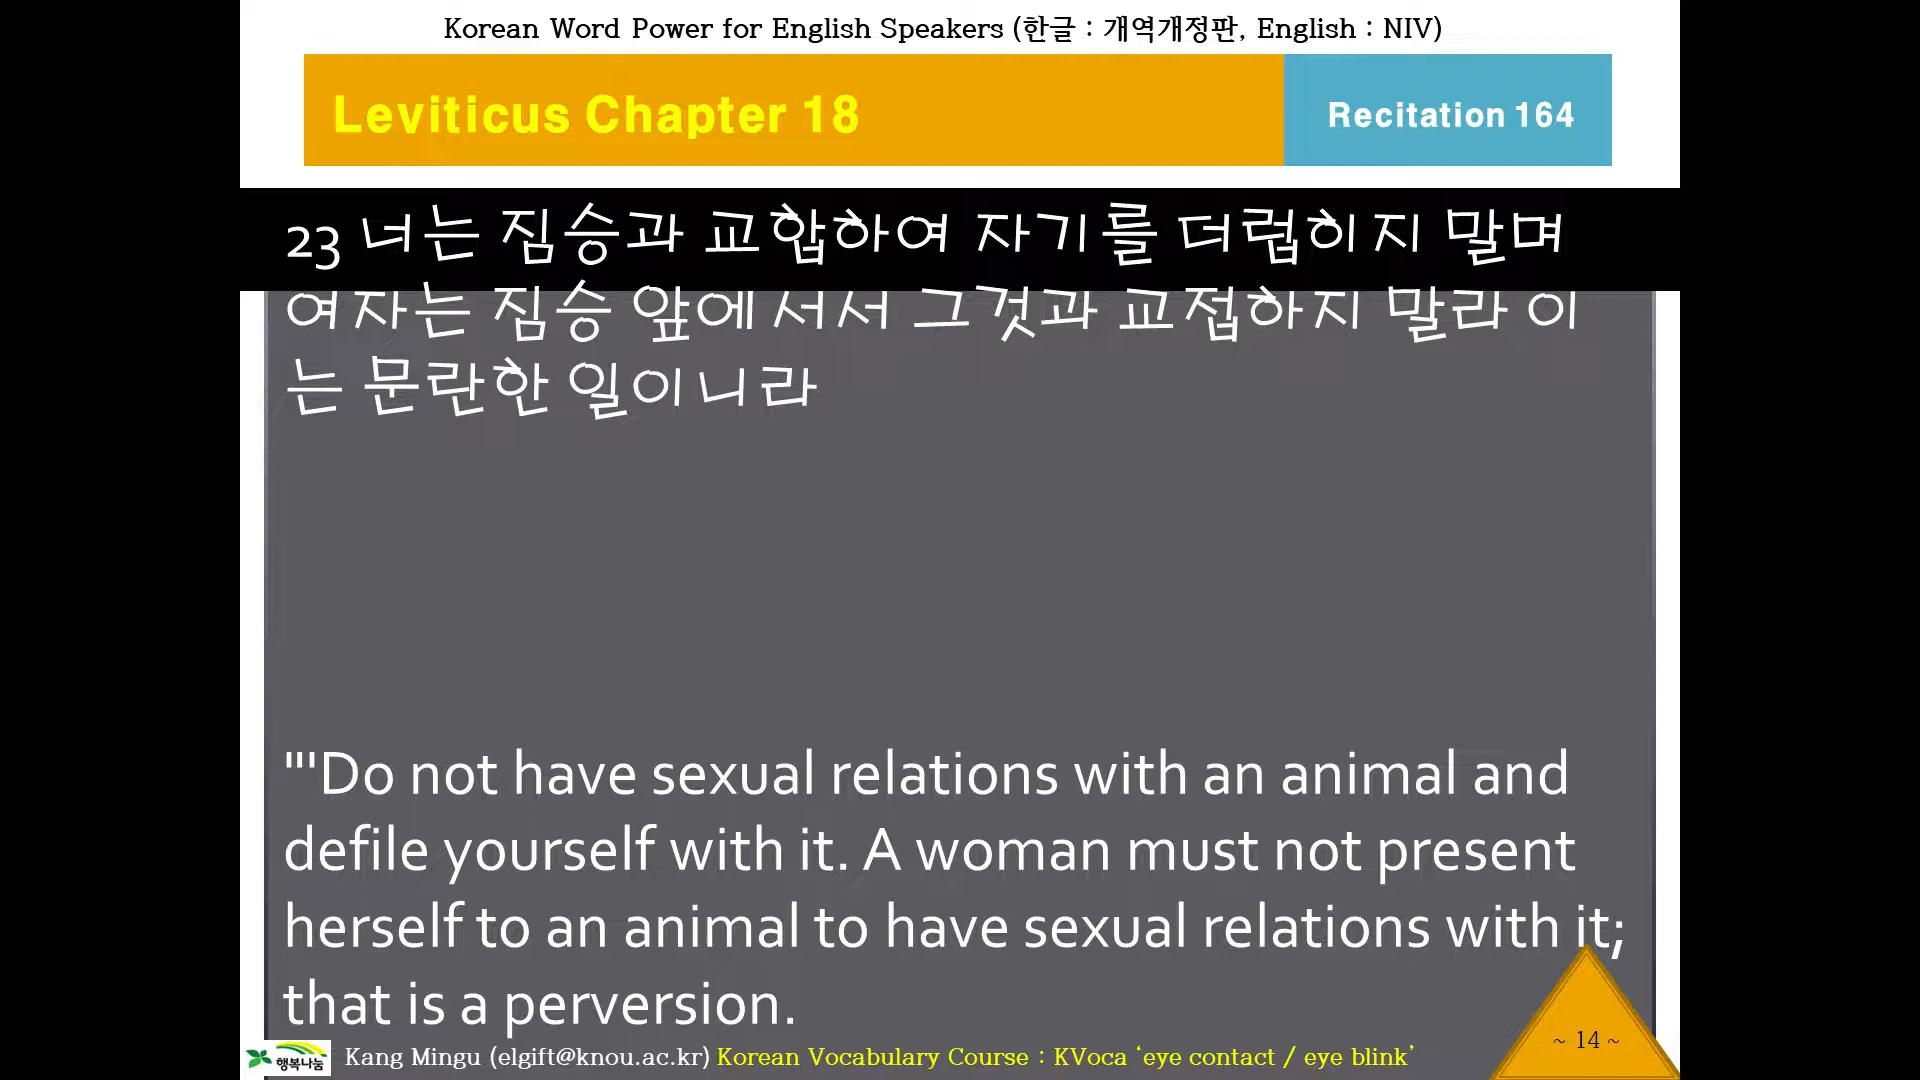 Korean Word Power for English Speakers (한글 : 개역개정판, English : NIV)
Leviticus Chapter 18
Recitation 164
23 너는 짐승과 교합하여 자기를 더럽히지 말며
여자는 짐승 앞에 서서 그것과 교접하지 말라 이
는 문란한 일이니라
"'Do not have sexual relations with an animal and
defile yourself with it. A woman must not present
herself to an animal to have sexual relations with it;
that is a perversion.
~ 14 ~
행복나눔
Kang Mingu (elgift@knou.ac.kr) Korean Vocabulary Course : KVoca ‘eye contact / eye blink’